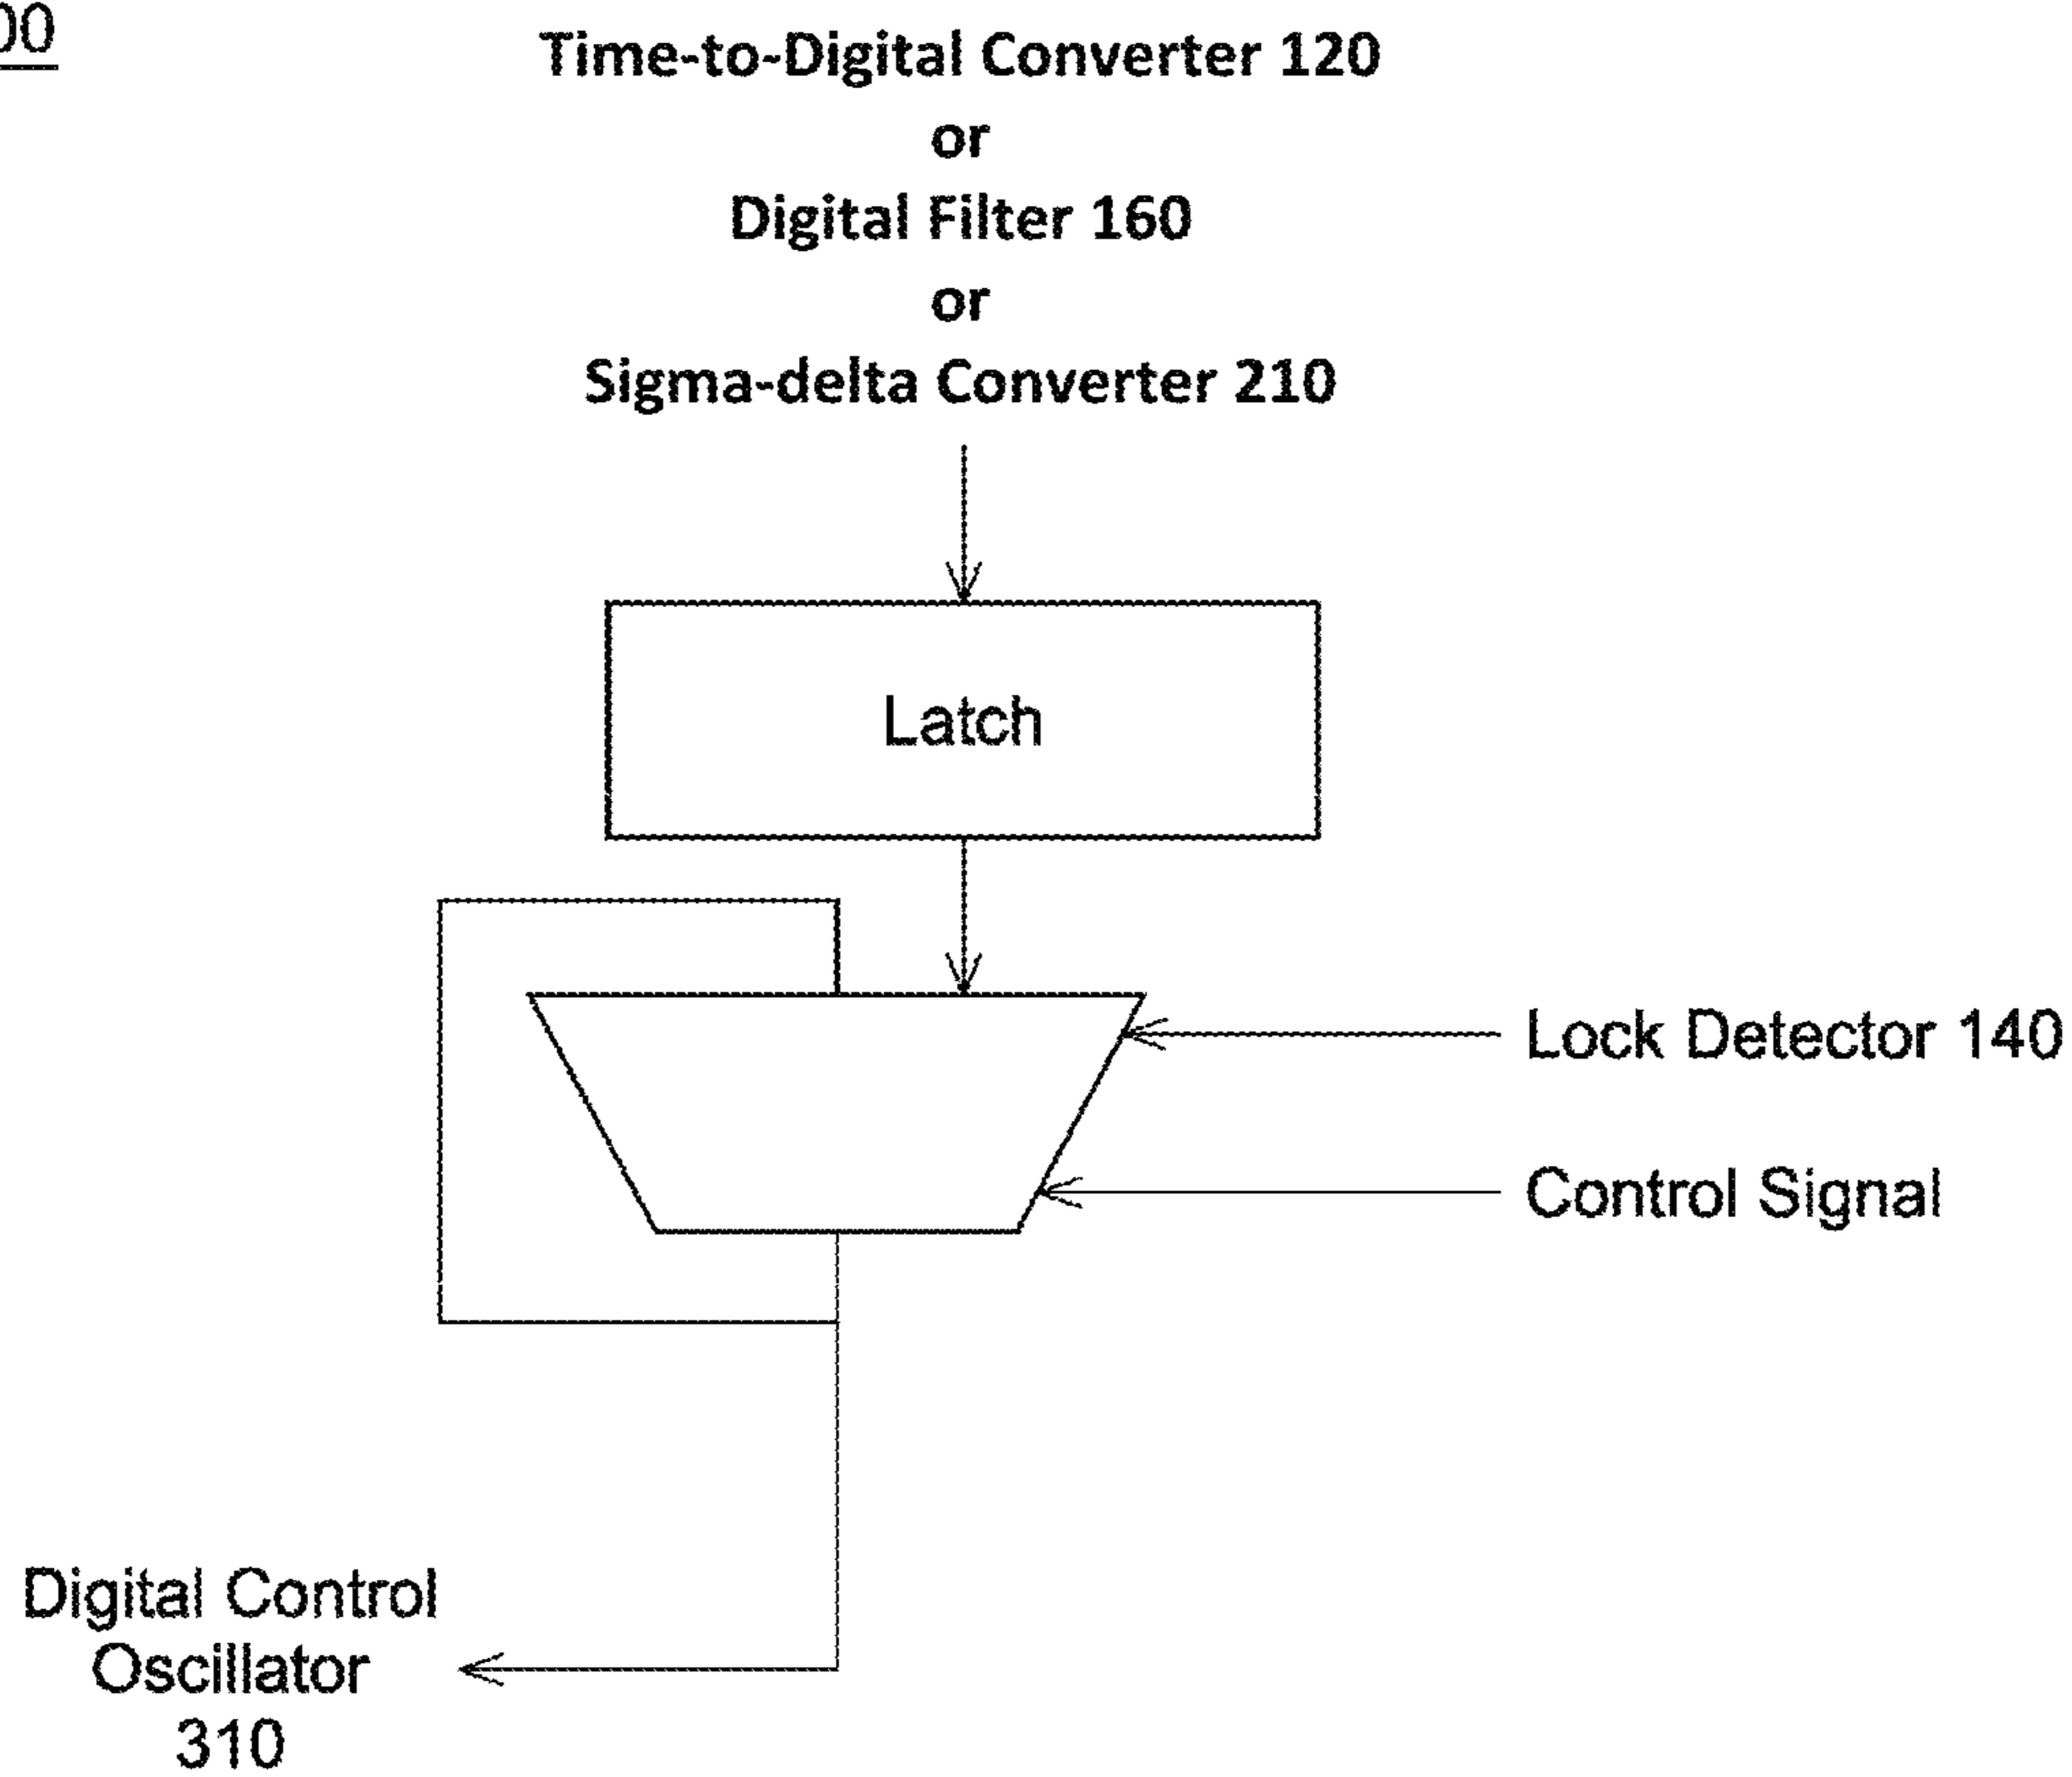 00
Time-to-Digital Converter 120
or
Digital Filter 160
or
Sigma-delta Converter 210
Latch
Lock Detector 140
Control Signal
Digital Control
Oscillator
310